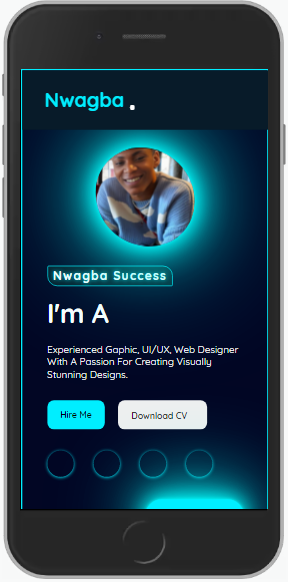 Nwagba .
Nwagba Success
I'm A
Experienced Gaphic, UI/UX, Web Designer
With A Passion For Creating Visually
Stunning Designs.
Hire Me
Download CV